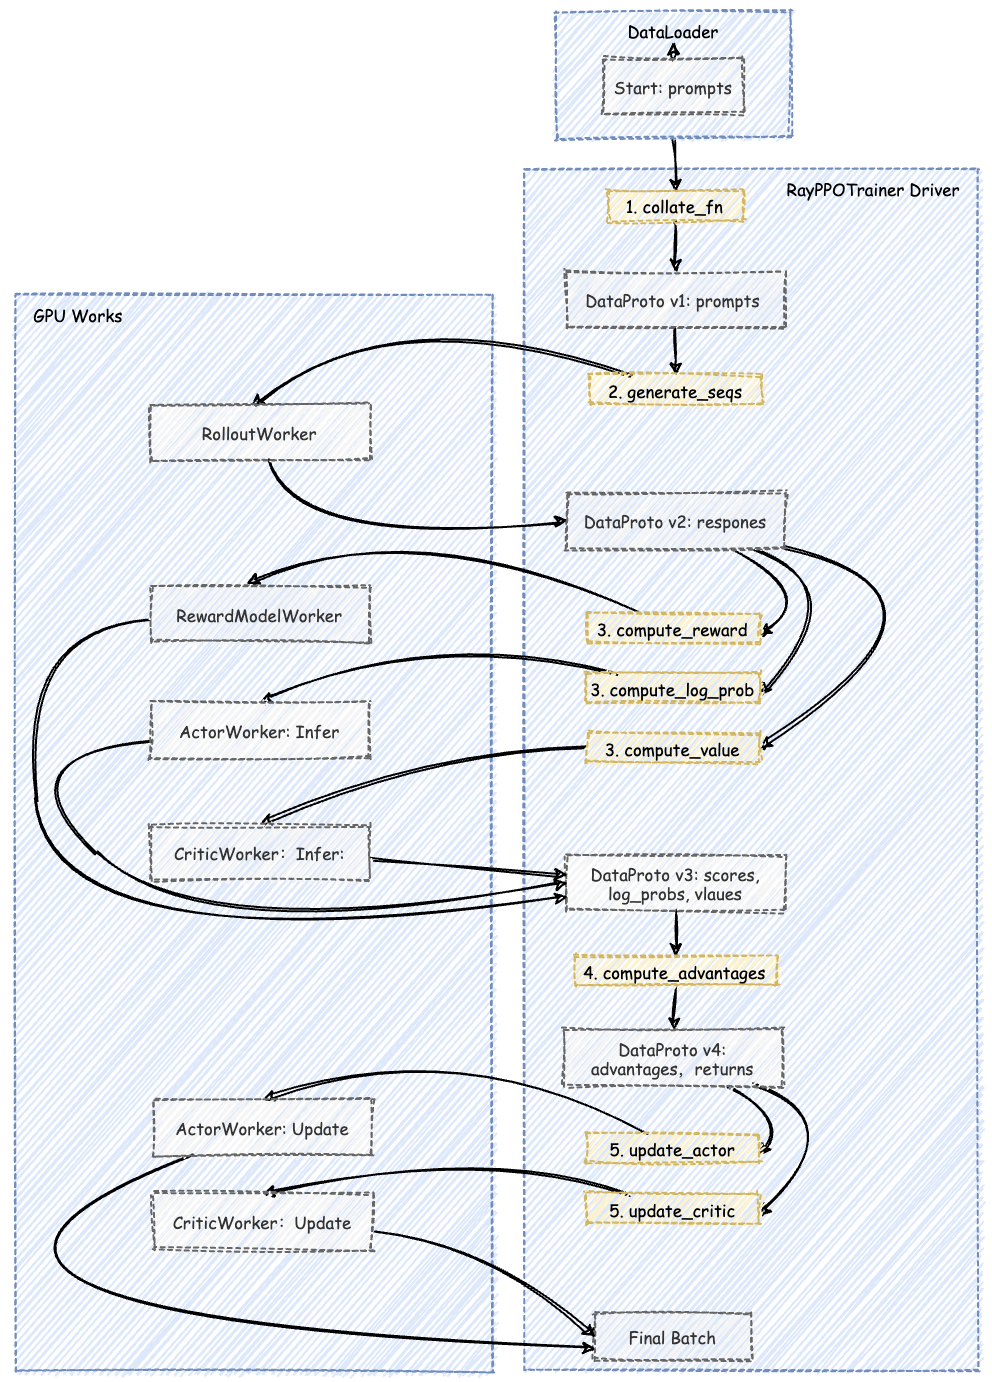 DataLoader
Start: prompts
RayPPOTrainer Driver
1. collate_fn
DataProto v1: prompts
GPU Works
2. generate_seqs
RolloutWorker
DataProto v2: respones
RewardModelWorker
3. compute_reward
3. compute_log_prob
ActorWorker: Infer
3. compute_value
CriticWorker： Infer:
DataProto v3: scores,
log_probs, vlaues
4. compute_advantages
DataProto v4:
advantages， returns
ActorWorker: Update
5. update_actor
CriticWorker： Update
5. update_critic
Final Batch